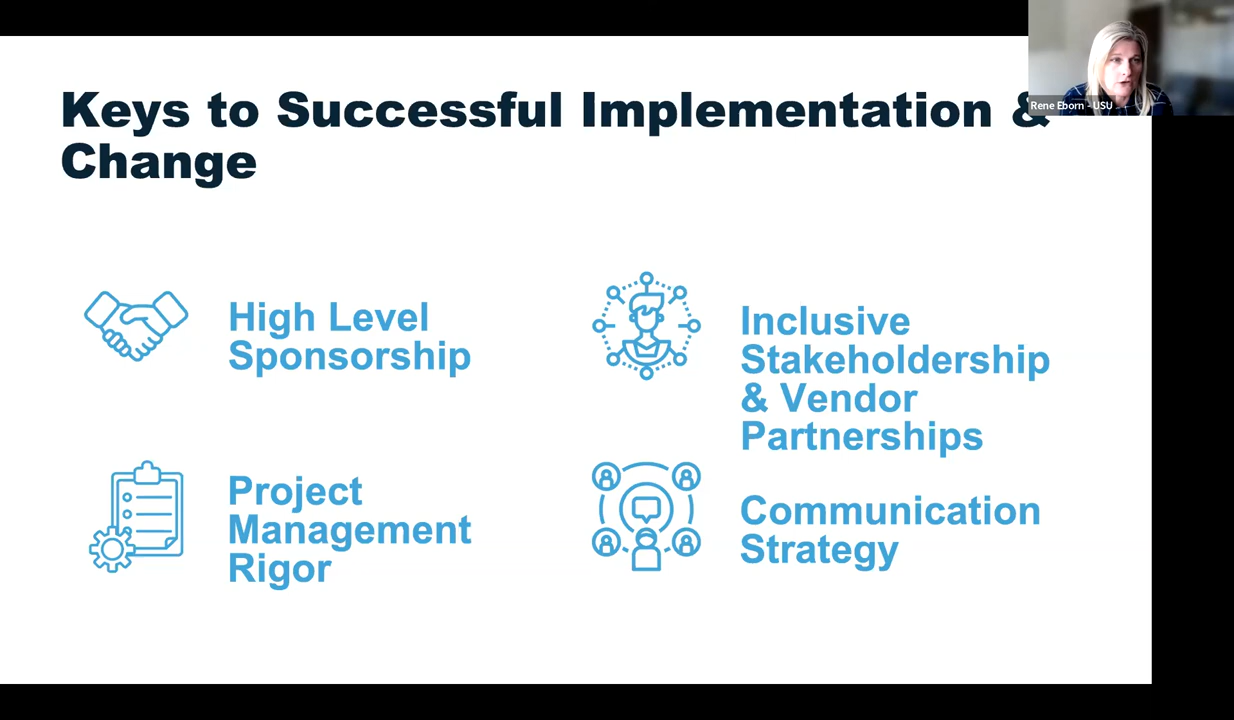 Keys to Successful Implementation &
Change
Rene Eborn - USU
High Level
Sponsorship
Inclusive
Stakeholdership
& Vendor
Partnerships
Project
Management
Rigor
Communication
Strategy